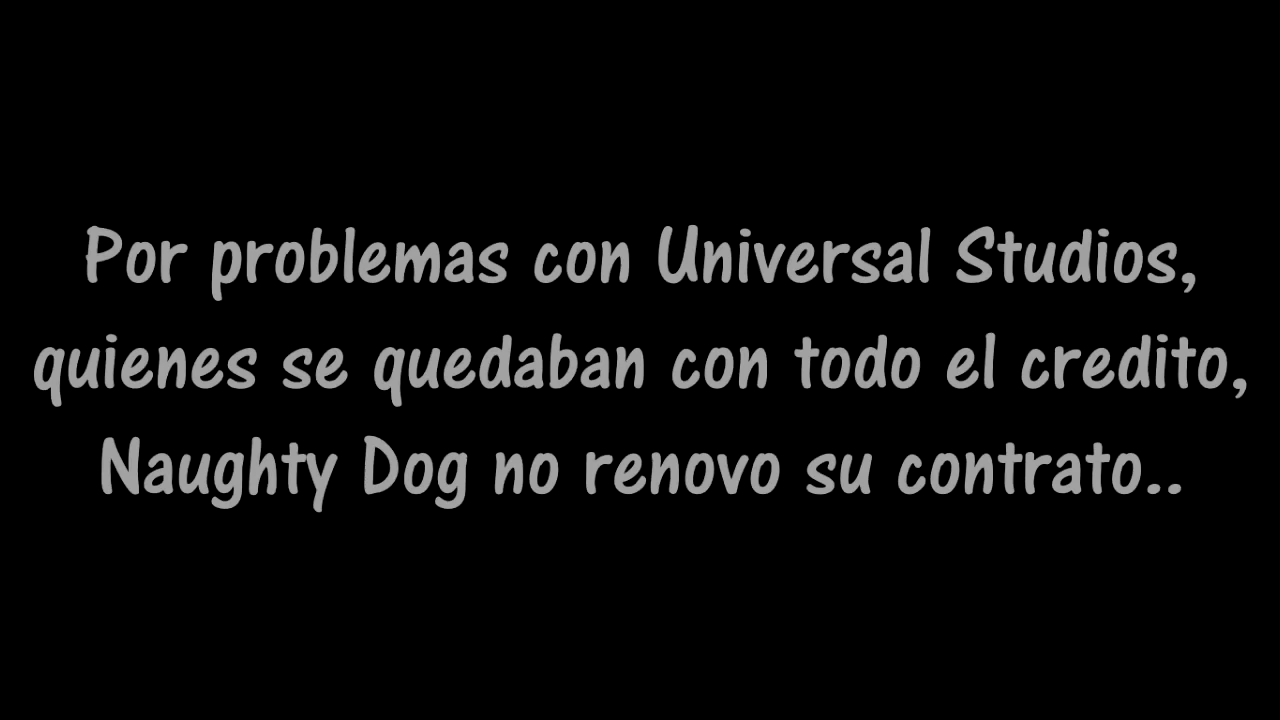 Por problemas con Universal Studios,
quienes se quedaban con todo el credito,
Naughty Dog no renovo su contrato..